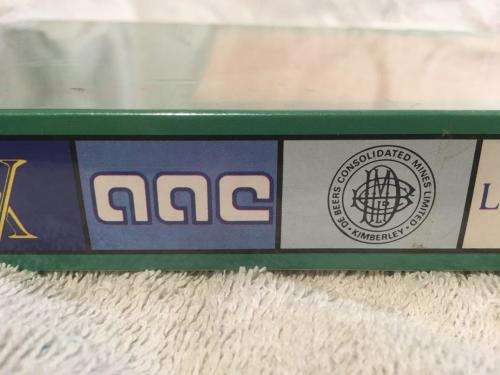 K
aac
DE BEERS CONSOLIDATED MINES LIMITED
· KIMBERLEY ·
L